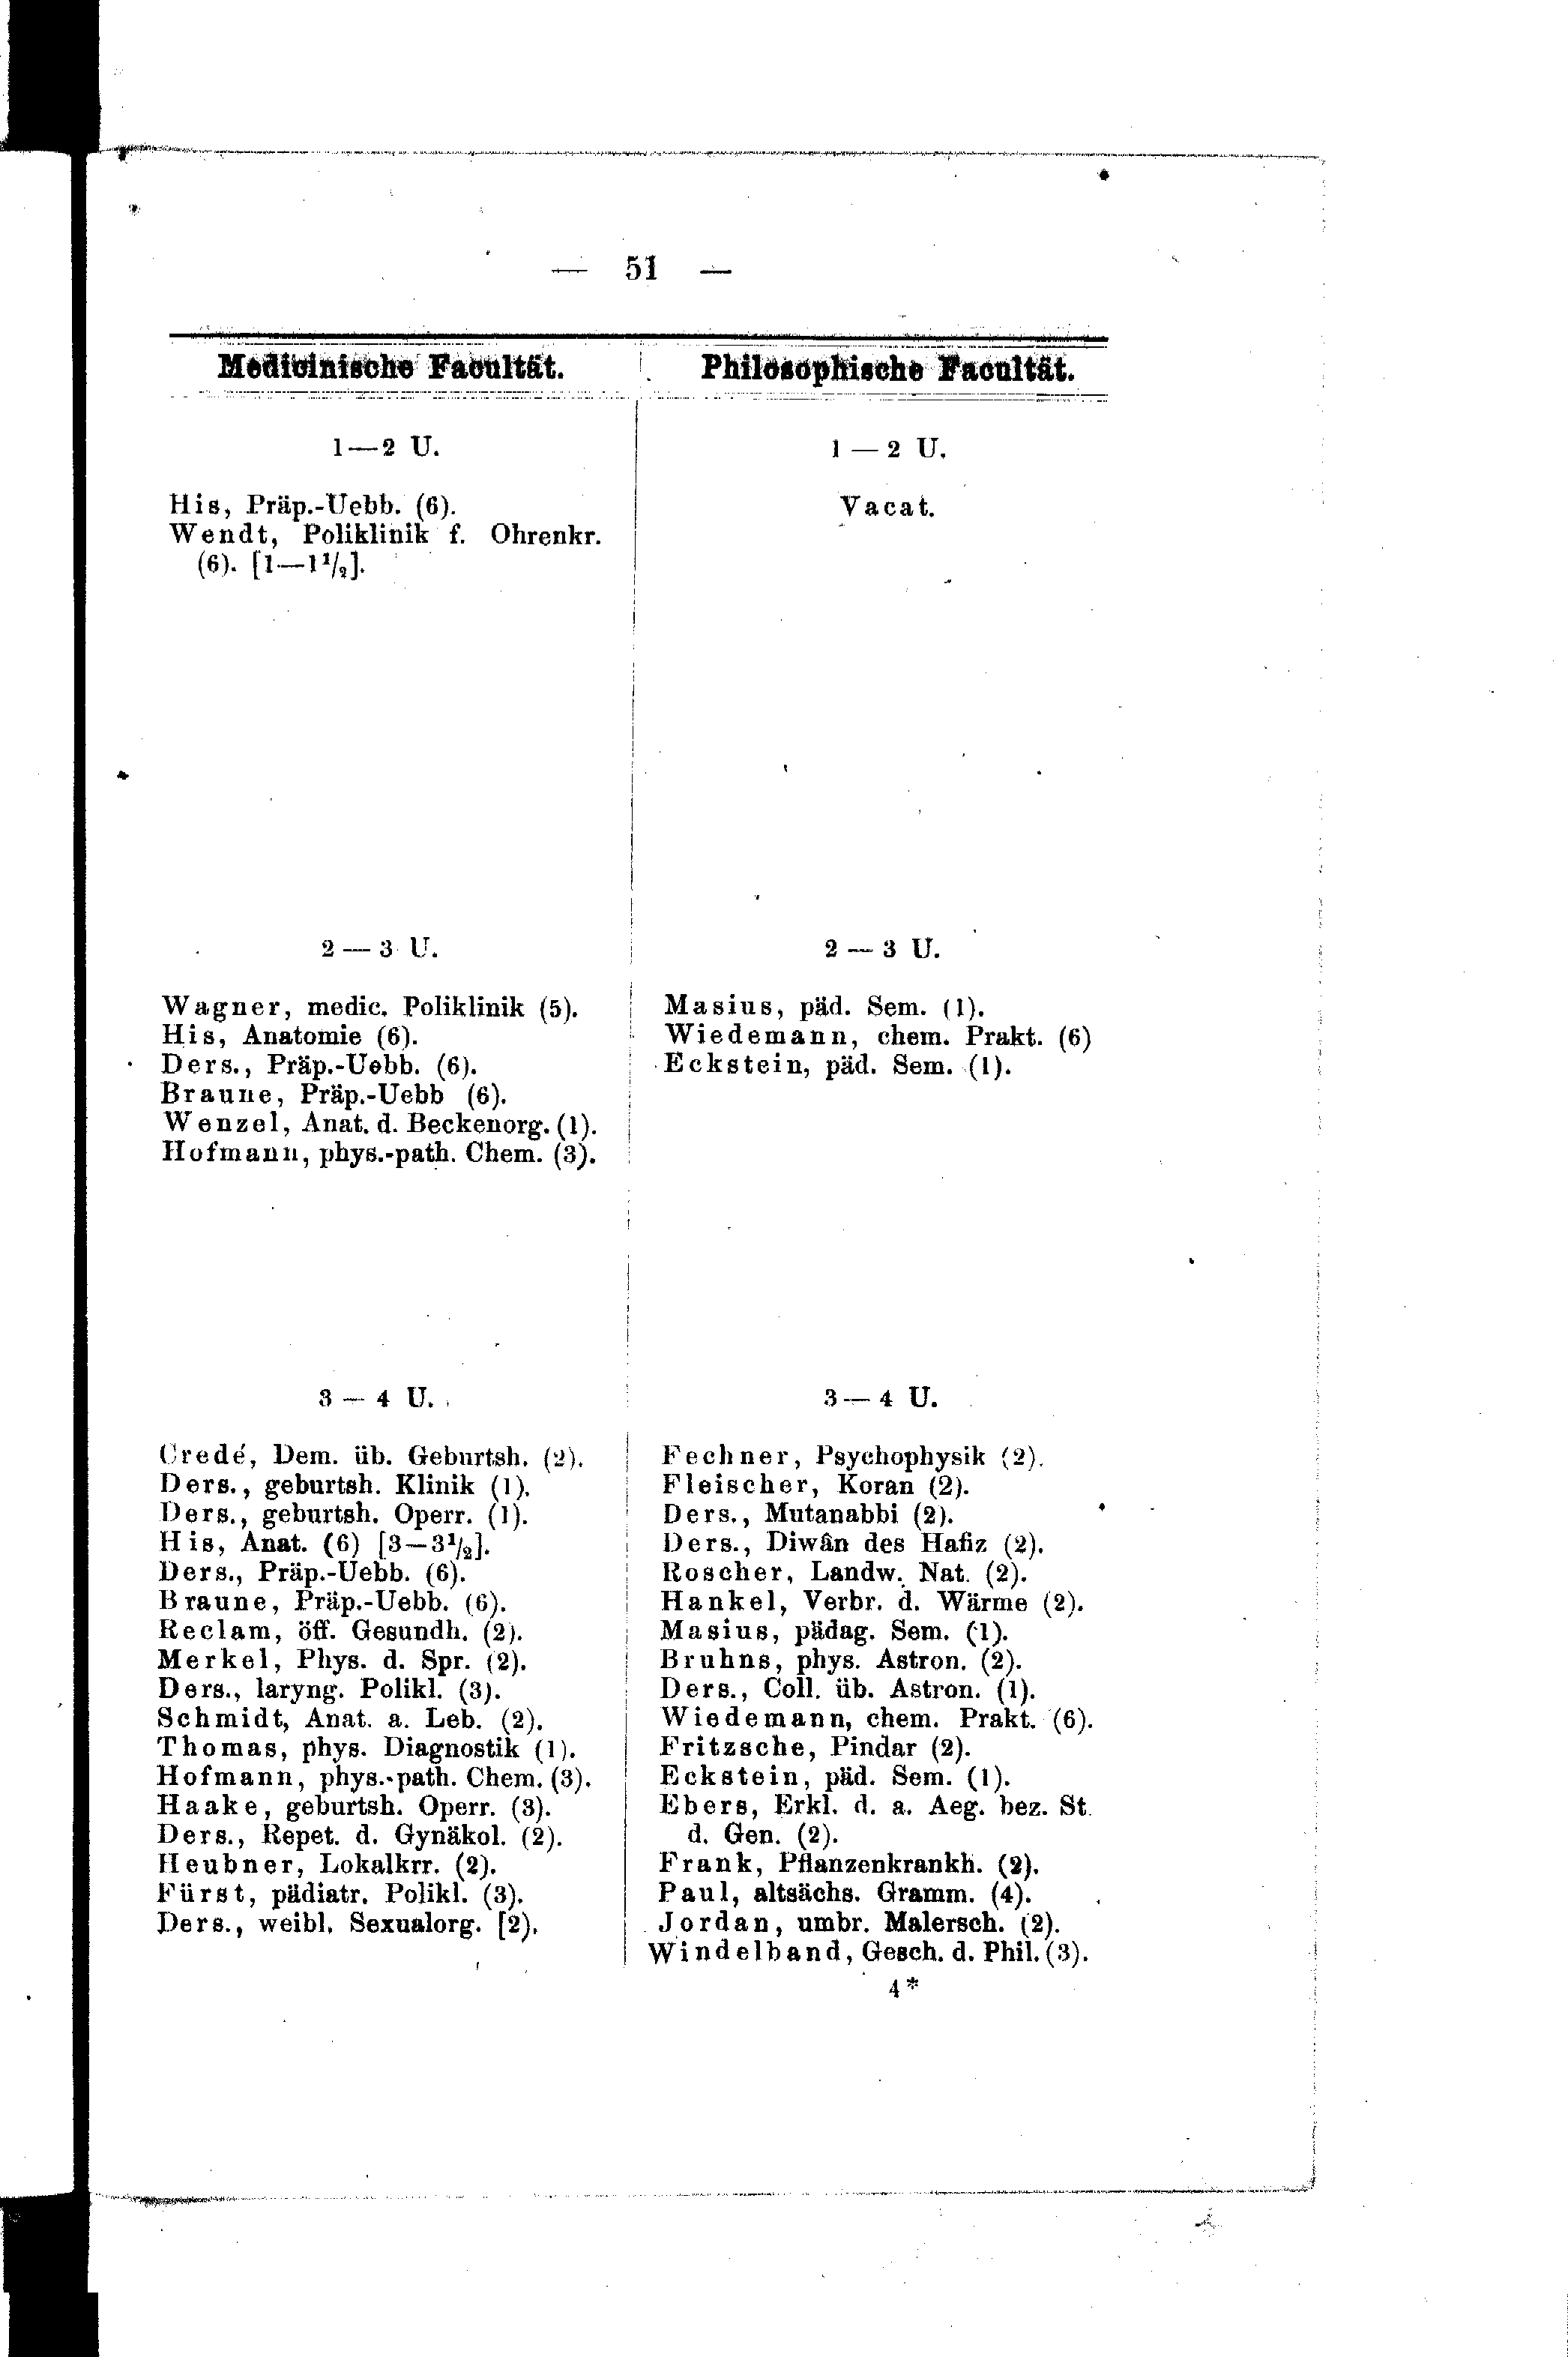 — 51 —
Medicinische Facultät.
1—2 U.
His, Präp.-Uebb. (6).
Wendt, Poliklinik f. Ohrenkr.
(6). [1—1 1/2].
2 — 3 U.
Wagner, medic. Poliklinik (5).
His, Anatomie (6).
Ders., Präp.-Uebb. (6).
Braune, Präp.-Uebb (6).
Wenzel, Anat. d. Beckenorg. (1).
Hofmann, phys.-path. Chem. (3).
3 — 4 U.
Credé, Dem. üb. Geburtsh. (2).
Ders., geburtsh. Klinik (1).
Ders., geburtsh. Operr. (1).
His, Anat. (6) [3—3 1/2].
Ders., Präp.-Uebb. (6).
Braune, Präp.-Uebb. (6).
Reclam, öff. Gesundh. (2).
Merkel, Phys. d. Spr. (2).
Ders., laryng. Polikl. (3).
Schmidt, Anat. a. Leb. (2).
Thomas, phys. Diagnostik (1).
Hofmann, phys.-path. Chem. (3).
Haake, geburtsh. Operr. (3).
Ders., Repet. d. Gynäkol. (2).
Heubner, Lokalkrr. (2).
Fürst, pädiatr. Polikl. (3).
Ders., weibl. Sexualorg. [2).
Philosophische Facultät.
1 — 2 U.
Vacat.
2 — 3 U.
Masius, päd. Sem. (1).
Wiedemann, chem. Prakt. (6)
Eckstein, päd. Sem. (1).
3 — 4 U.
Fechner, Psychophysik (2).
Fleischer, Koran (2).
Ders., Mutanabbi (2).
Ders., Diwân des Hafiz (2).
Roscher, Landw. Nat. (2).
Hankel, Verbr. d. Wärme (2).
Masius, pädag. Sem. (1).
Bruhns, phys. Astron. (2).
Ders., Coll. üb. Astron. (1).
Wiedemann, chem. Prakt. (6).
Fritzsche, Pindar (2).
Eckstein, päd. Sem. (1).
Ebers, Erkl. d. a. Aeg. bez. St.
d. Gen. (2).
Frank, Pflanzenkrankh. (2).
Paul, altsächs. Gramm. (4).
Jordan, umbr. Malersch. (2).
Windelband, Gesch. d. Phil. (3).
4*